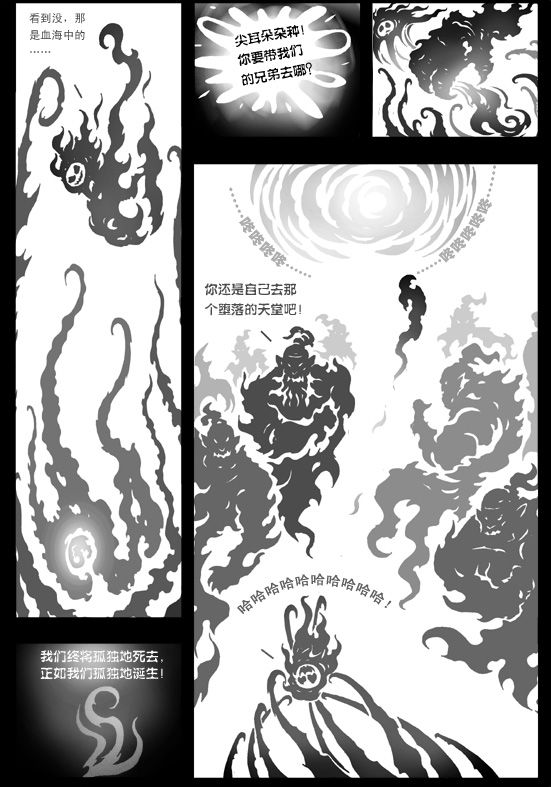 看到没，那
是血海中的
……
尖耳朵杂种！
你要带我们
的兄弟去哪？
……咚咚咚咚
……咚咚咚咚咚
你还是自己去那
个堕落的天堂吧！
哈哈哈哈哈哈哈哈哈哈！
我们终将孤独地死去，
正如我们孤独地诞生！